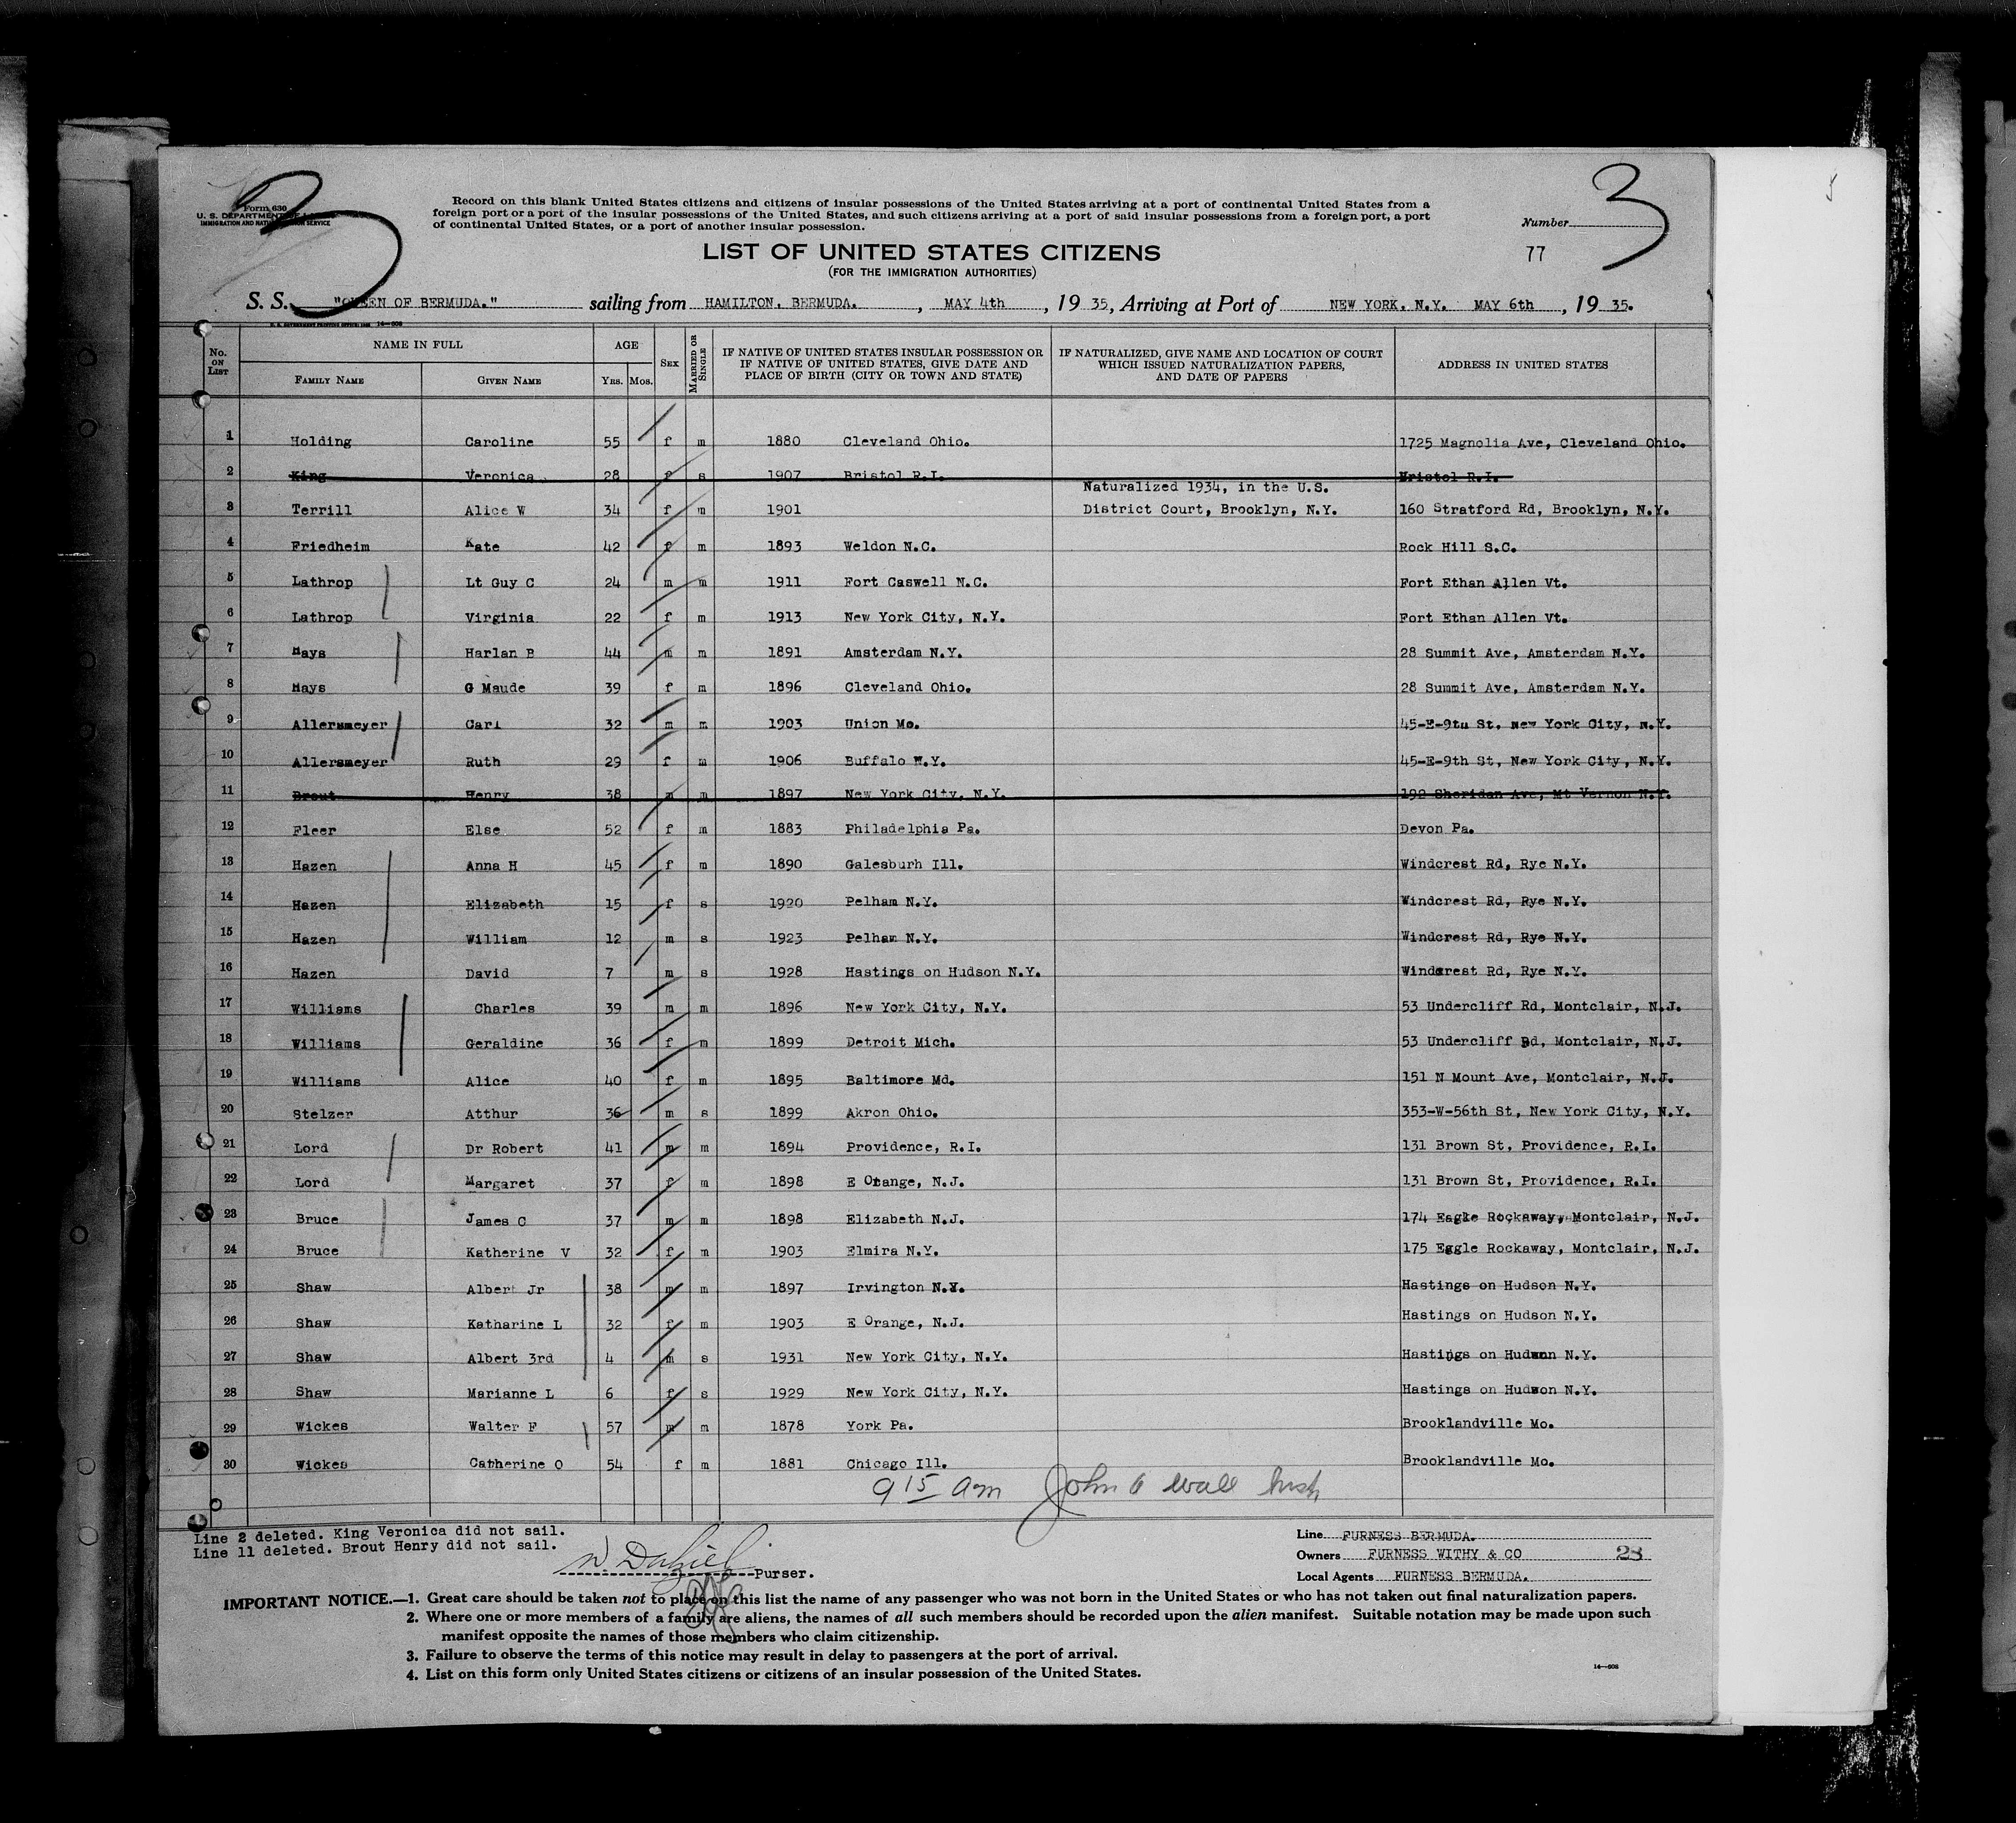 Form 630
U. S. DEPARTMENT OF LABOR
IMMIGRATION AND NATURALIZATION SERVICE
3
Record on this blank United States citizens and citizens of insular possessions of the United States arriving at a port of continental United States from a
foreign port or a port of the insular possessions of the United States, and such citizens arriving at a port of said insular possessions from a foreign port, a port
of continental United States, or a port of another insular possession.
Number 3
77
LIST OF UNITED STATES CITIZENS
(FOR THE IMMIGRATION AUTHORITIES)
S. S. "QUEEN OF BERMUDA." sailing from HAMILTON, BERMUDA. , MAY 4th , 19 35, Arriving at Port of NEW YORK, N.Y. MAY 6th , 19 35.
No. ON LIST NAME IN FULL AGE SEX MARRIED OR SINGLE IF NATIVE OF UNITED STATES INSULAR POSSESSION OR IF NATIVE OF UNITED STATES, GIVE DATE AND PLACE OF BIRTH (CITY OR TOWN AND STATE) IF NATURALIZED, GIVE NAME AND LOCATION OF COURT WHICH ISSUED NATURALIZATION PAPERS, AND DATE OF PAPERS ADDRESS IN UNITED STATES
FAMILY NAME GIVEN NAME YRS. MOS.
1 Holding Caroline 55 f m 1880 Cleveland Ohio. 1725 Magnolia Ave, Cleveland Ohio.
2 King Veronica 28 f s 1907 Bristol R.I. Bristol R.I.
Naturalized 1934, in the U.S.
3 Terrill Alice W 34 f m 1901 District Court, Brooklyn, N.Y. 160 Stratford Rd, Brooklyn, N.Y.
4 Friedheim Kate 42 f m 1893 Weldon N.C. Rock Hill S.C.
5 Lathrop Lt Guy C 24 m m 1911 Fort Caswell N.C. Fort Ethan Allen Vt.
6 Lathrop Virginia 22 f m 1913 New York City, N.Y. Fort Ethan Allen Vt.
7 Hays Harlan B 44 m m 1891 Amsterdam N.Y. 28 Summit Ave, Amsterdam N.Y.
8 Hays G Maude 39 f m 1896 Cleveland Ohio. 28 Summit Ave, Amsterdam N.Y.
9 Allersmeyer Carl 32 m m 1903 Union Mo. 45-E-9th St, New York City, N.Y.
10 Allersmeyer Ruth 29 f m 1906 Buffalo N.Y. 45-E-9th St, New York City, N.Y.
11 Brout Henry 38 m m 1897 New York City, N.Y. 192 Sheridan Ave, Mt Vernon N.Y.
12 Fleer Else 52 f m 1883 Philadelphia Pa. Devon Pa.
13 Hazen Anna H 45 f m 1890 Galesburh Ill. Windcrest Rd, Rye N.Y.
14 Hazen Elizabeth 15 f s 1920 Pelham N.Y. Windcrest Rd, Rye N.Y.
15 Hazen William 12 m s 1923 Pelham N.Y. Windcrest Rd, Rye N.Y.
16 Hazen David 7 m s 1928 Hastings on Hudson N.Y. Windcrest Rd, Rye N.Y.
17 Williams Charles 39 m m 1896 New York City, N.Y. 53 Undercliff Rd, Montclair, N.J.
18 Williams Geraldine 36 f m 1899 Detroit Mich. 53 Undercliff Rd, Montclair, N.J.
19 Williams Alice 40 f m 1895 Baltimore Md. 151 N Mount Ave, Montclair, N.J.
20 Stelzer Atthur 36 m s 1899 Akron Ohio. 353-W-56th St, New York City, N.Y.
21 Lord Dr Robert 41 m m 1894 Providence, R.I. 131 Brown St, Providence, R.I.
22 Lord Margaret 37 f m 1898 E Orange, N.J. 131 Brown St, Providence, R.I.
23 Bruce James C 37 m m 1898 Elizabeth N.J. 174 Eagle Rockaway, Montclair, N.J.
24 Bruce Katherine V 32 f m 1903 Elmira N.Y. 175 Eggle Rockaway, Montclair, N.J.
25 Shaw Albert Jr 38 m m 1897 Irvington N.Y. Hastings on Hudson N.Y.
26 Shaw Katharine L 32 f m 1903 E Orange, N.J. Hastings on Hudson N.Y.
27 Shaw Albert 3rd 4 m s 1931 New York City, N.Y. Hastings on Hudson N.Y.
28 Shaw Marianne L 6 f s 1929 New York City, N.Y. Hastings on Hudson N.Y.
29 Wickes Walter F 57 m m 1878 York Pa. Brooklandville Mo.
30 Wickes Catherine O 54 f m 1881 Chicago Ill. Brooklandville Mo.
9 15 am John Wall
Line 2 deleted. King Veronica did not sail.
Line 11 deleted. Brout Henry did not sail.
Purser.
Line FURNESS BERMUDA.
Owners FURNESS WITHY & CO 28
Local Agents FURNESS BERMUDA.
IMPORTANT NOTICE.—1. Great care should be taken not to place on this list the name of any passenger who was not born in the United States or who has not taken out final naturalization papers.
2. Where one or more members of a family are aliens, the names of all such members should be recorded upon the alien manifest. Suitable notation may be made upon such
manifest opposite the names of those members who claim citizenship.
3. Failure to observe the terms of this notice may result in delay to passengers at the port of arrival.
4. List on this form only United States citizens or citizens of an insular possession of the United States.
14—608